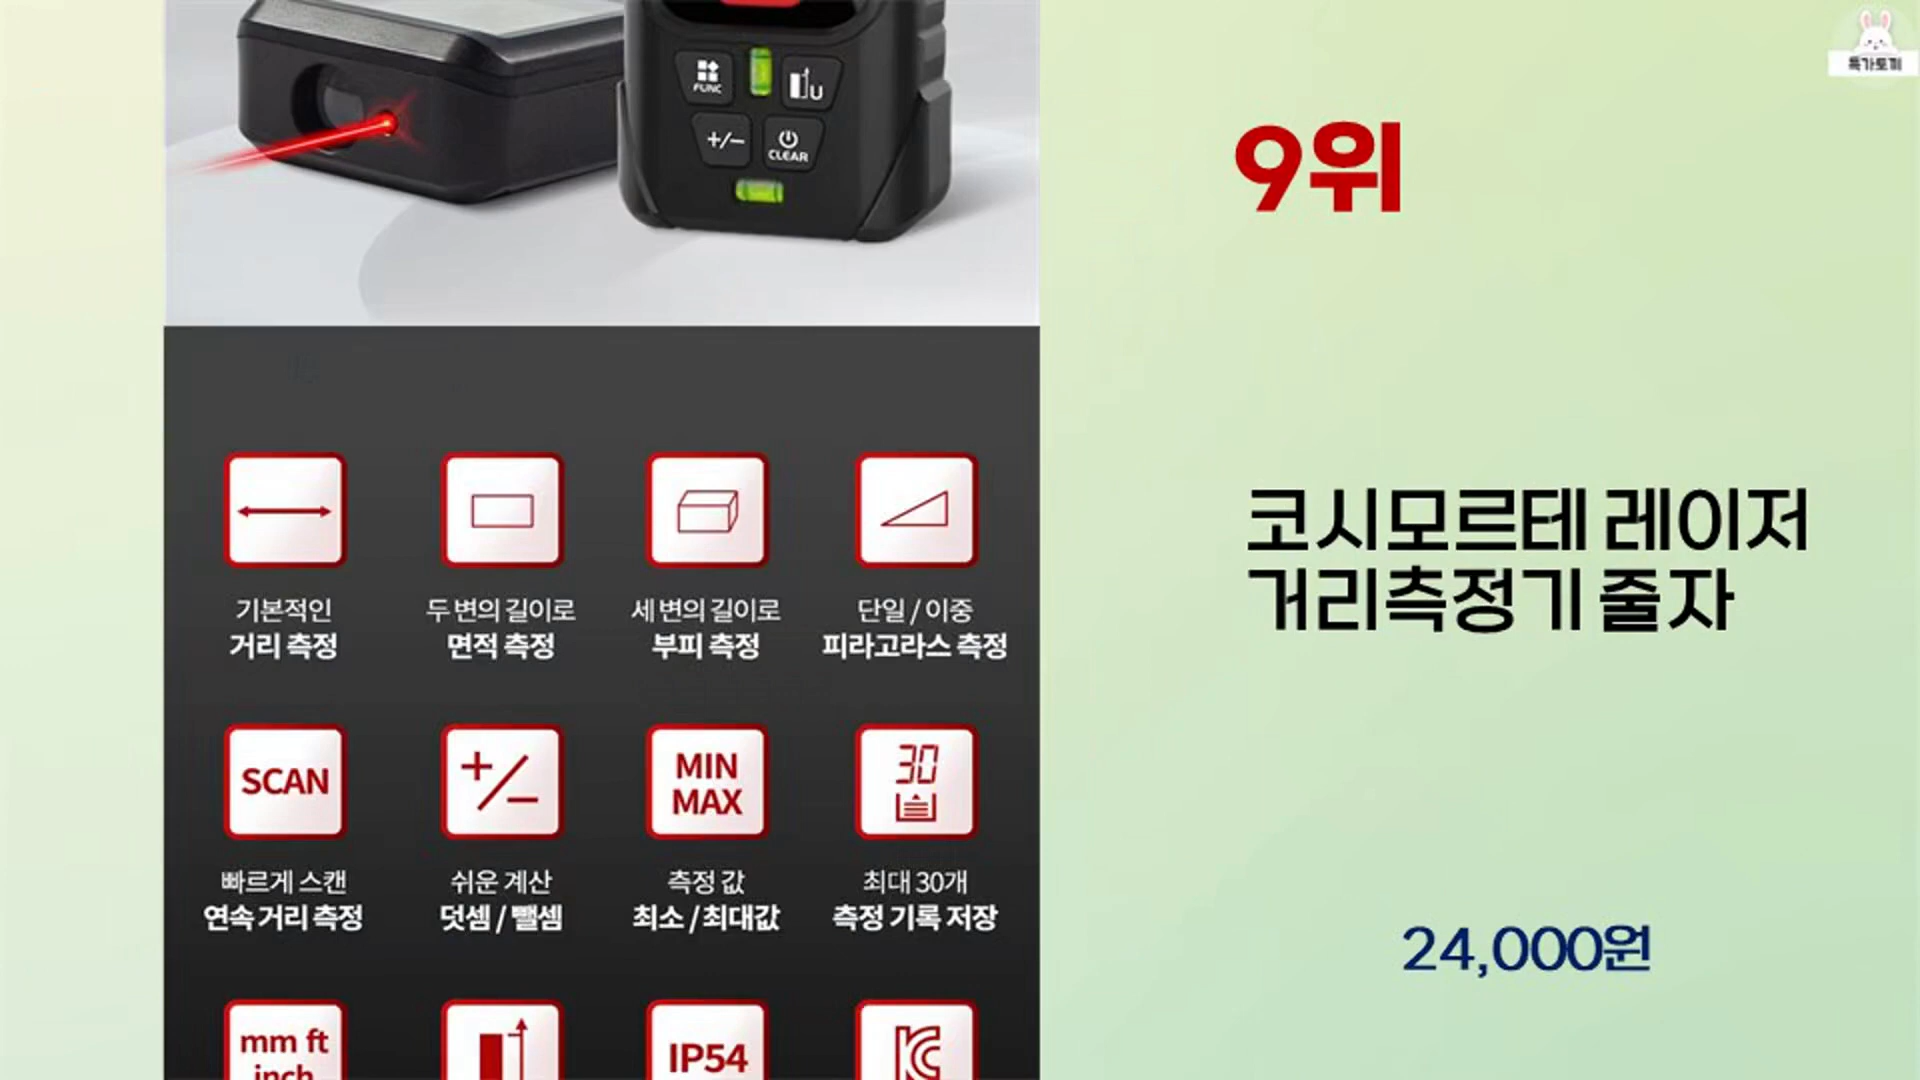 특가토끼
FUNC
U
+/−
CLEAR
9위
코시모르테 레이저
거리측정기 줄자
24,000원
기본적인
거리 측정
두 변의 길이로
면적 측정
세 변의 길이로
부피 측정
단일 / 이중
피라고라스 측정
SCAN
+/−
MIN
MAX
30
빠르게 스캔
연속 거리 측정
쉬운 계산
덧셈 / 뺄셈
측정 값
최소 / 최대값
최대 30개
측정 기록 저장
mm ft
inch
IP54